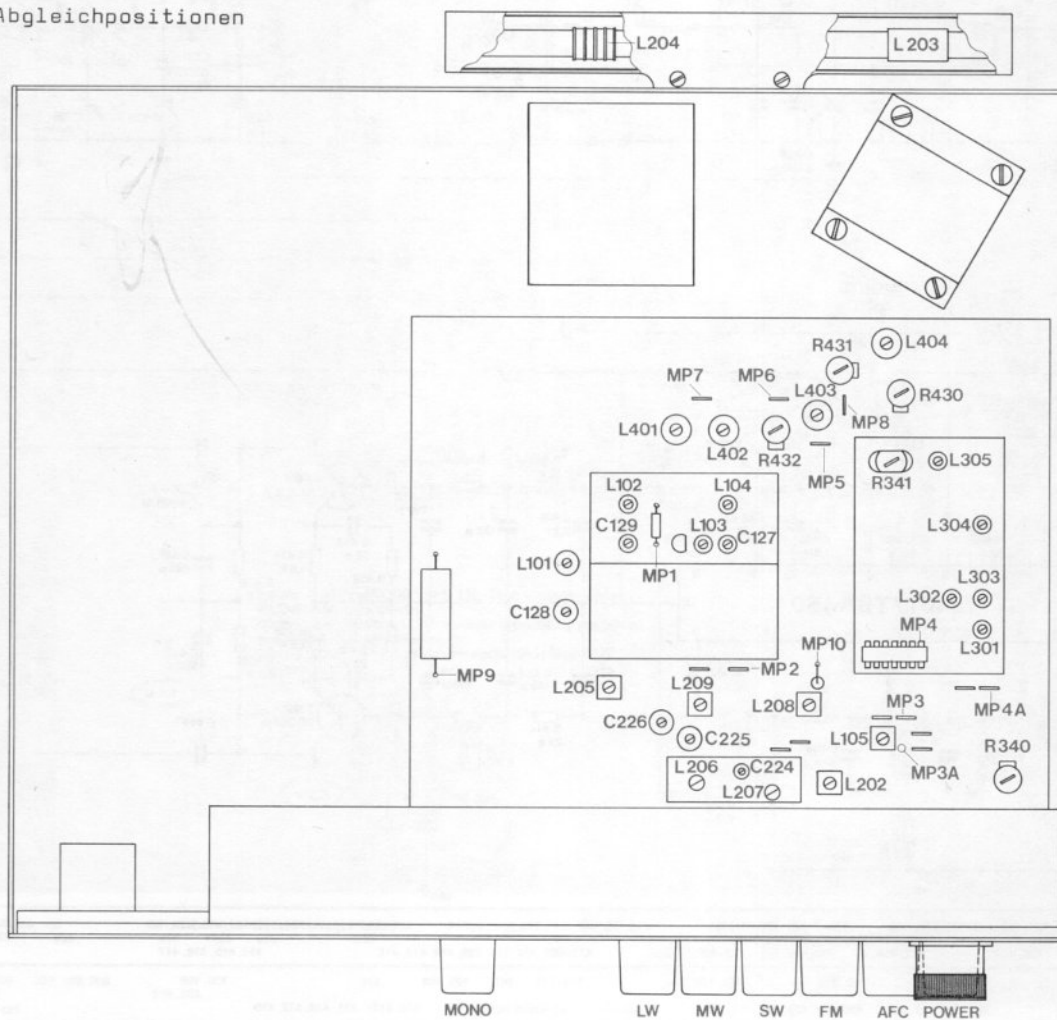 Abgleichpositionen
L204
L203
L404
R431
MP7
MP6
L403
R430
MP8
L401
L402
R432
MP5
R341
L305
L102
L104
L304
C129
L103
C127
MP1
L101
L303
L302
C128
MP4
L301
MP10
MP9
MP2
L205
L209
L208
MP4A
MP3
C226
C225
L105
R340
MP3A
L206
C224
L207
L202
MONO
LW
MW
SW
FM
AFC
POWER